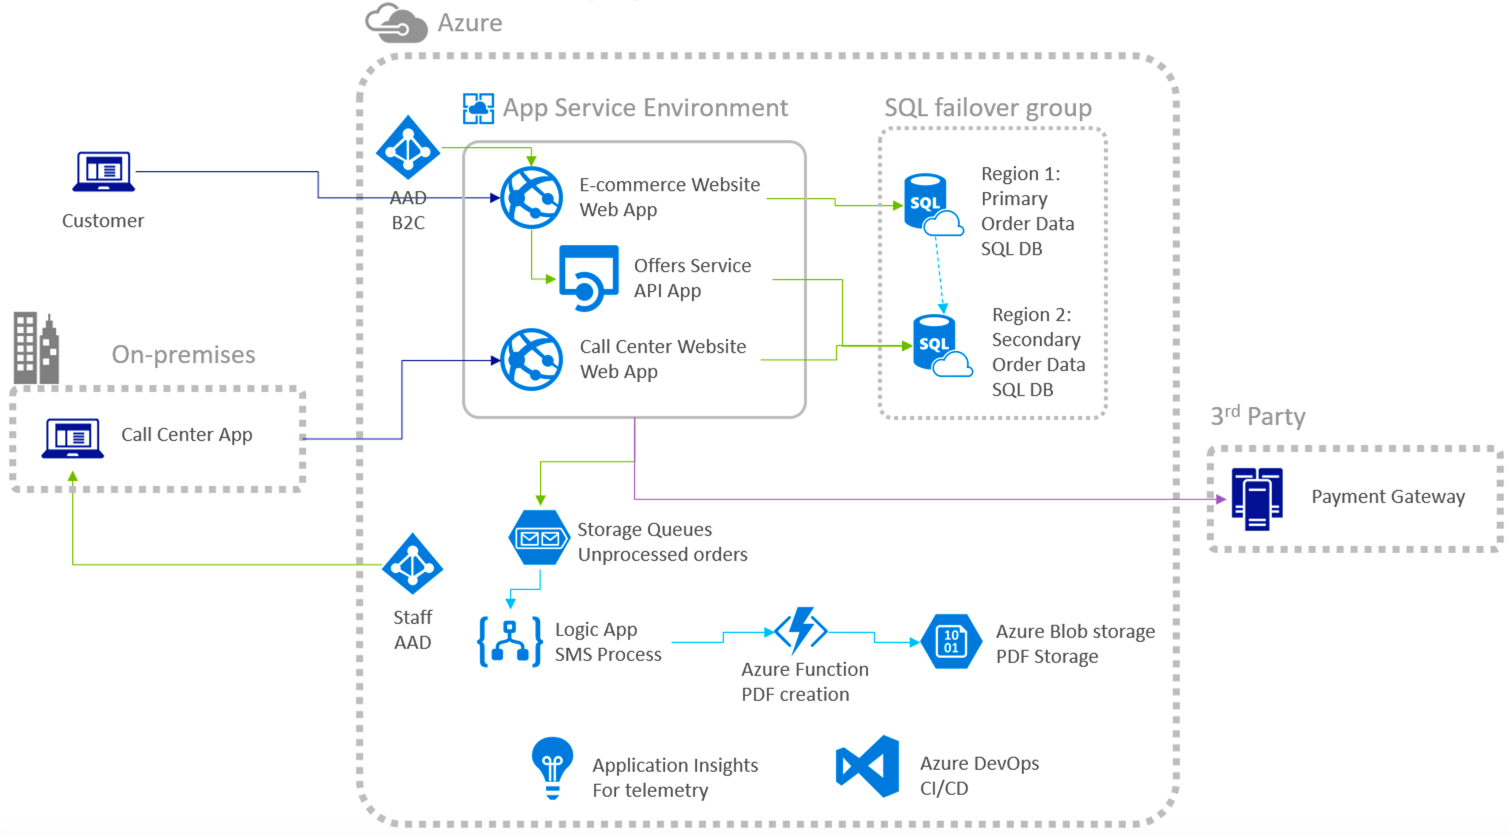 Azure
App Service Environment
SQL failover group
Customer
AAD
B2C
E-commerce Website
Web App
SQL
Region 1:
Primary
Order Data
SQL DB
Offers Service
API App
On-premises
Call Center Website
Web App
SQL
Region 2:
Secondary
Order Data
SQL DB
Call Center App
3rd Party
Payment Gateway
Storage Queues
Unprocessed orders
Staff
AAD
Logic App
SMS Process
Azure Function
PDF creation
10
01
Azure Blob storage
PDF Storage
Application Insights
For telemetry
Azure DevOps
CI/CD